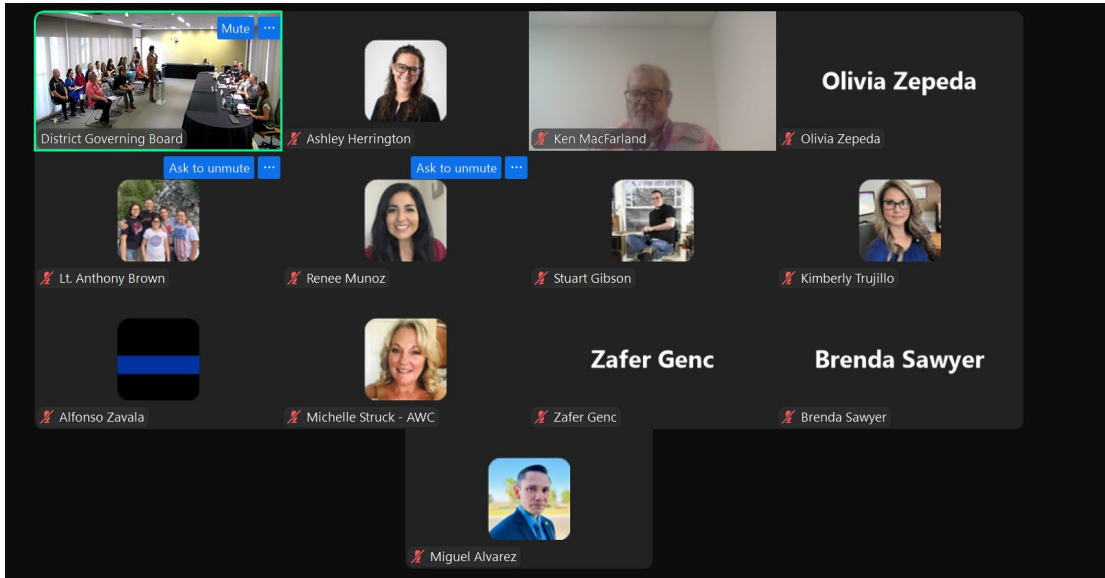 Mute ...
District Governing Board
Ashley Herrington
Ken MacFarland
Olivia Zepeda
Olivia Zepeda
Ask to unmute ...
Ask to unmute ...
Lt. Anthony Brown
Renee Munoz
Stuart Gibson
Kimberly Trujillo
Zafer Genc
Brenda Sawyer
Alfonso Zavala
Michelle Struck - AWC
Zafer Genc
Brenda Sawyer
Miguel Alvarez